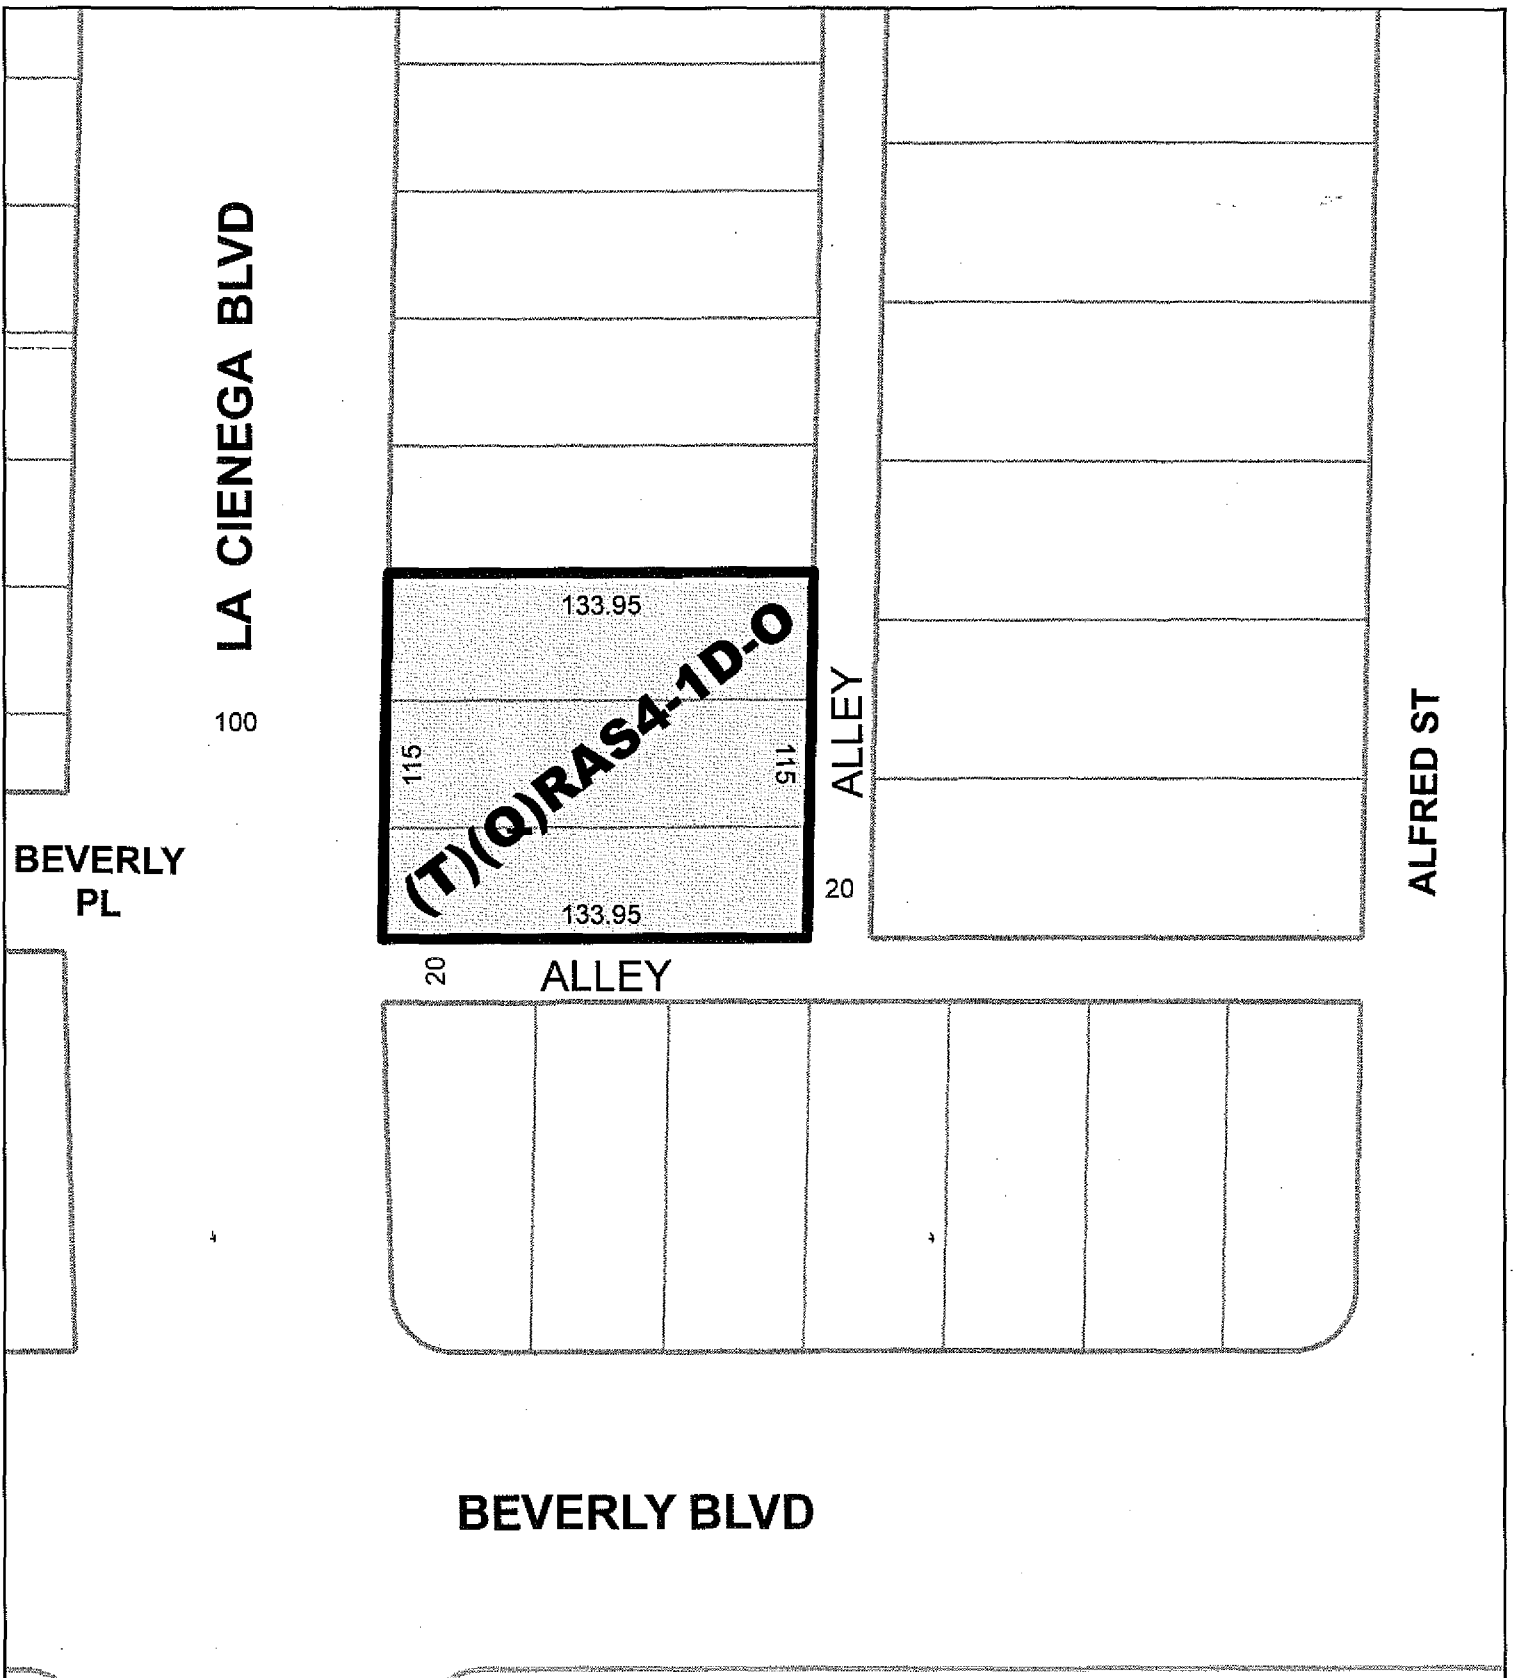 LA CIENEGA BLVD
100
133.95
(T)(Q)RAS4-1D-O
115
115
133.95
ALLEY
20
ALFRED ST
BEVERLY
PL
20
ALLEY
BEVERLY BLVD